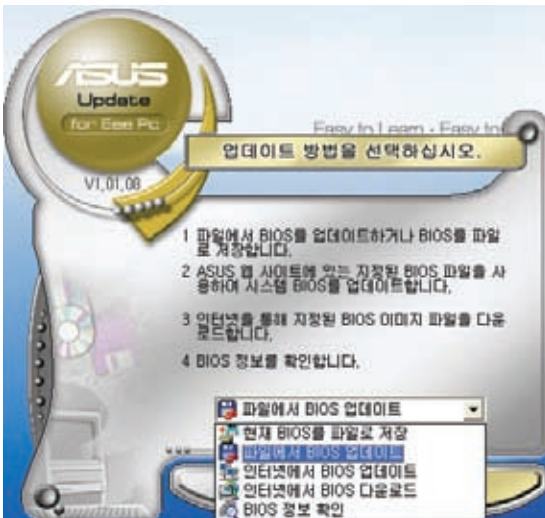 ASUS
Update
for Eee PC
Easy to Learn - Easy to
업데이트 방법을 선택하십시오.
V1,01,08
1 파일에서 BIOS를 업데이트하거나 BIOS를 파일
로 저장합니다.
2 ASUS 웹 사이트에 있는 지정된 BIOS 파일을 사
용하여 시스템 BIOS를 업데이트합니다.
3 인터넷을 통해 지정된 BIOS 이미지 파일을 다운
로드합니다.
4 BIOS 정보를 확인합니다.
파일에서 BIOS 업데이트
현재 BIOS를 파일로 저장
파일에서 BIOS 업데이트
인터넷에서 BIOS 업데이트
인터넷에서 BIOS 다운로드
BIOS 정보 확인